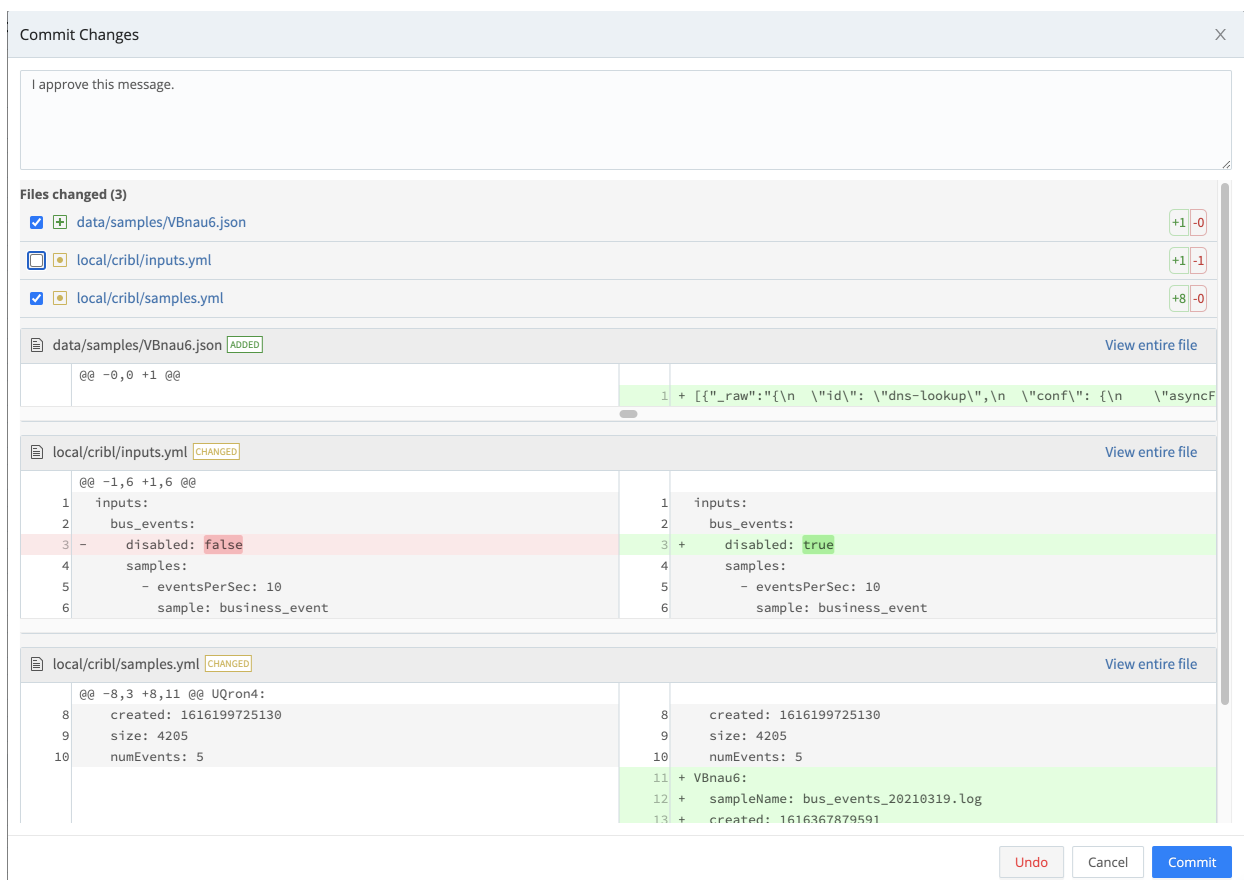 Commit Changes
I approve this message.
Files changed (3)
data/samples/VBnau6.json +1 -0
local/cribl/inputs.yml +1 -1
local/cribl/samples.yml +8 -0
data/samples/VBnau6.json ADDED View entire file
@@ -0,0 +1 @@
1 + [{"_raw":"{\n  \"id\": \"dns-lookup\",\n  \"conf\": {\n    \"asyncF
local/cribl/inputs.yml CHANGED View entire file
@@ -1,6 +1,6 @@
1 inputs: 1 inputs:
2 bus_events: 2 bus_events:
3 - disabled: false 3 + disabled: true
4 samples: 4 samples:
5 - eventsPerSec: 10 5 - eventsPerSec: 10
6 sample: business_event 6 sample: business_event
local/cribl/samples.yml CHANGED View entire file
@@ -8,3 +8,11 @@ UQron4:
8 created: 1616199725130 8 created: 1616199725130
9 size: 4205 9 size: 4205
10 numEvents: 5 10 numEvents: 5
11 + VBnau6:
12 + sampleName: bus_events_20210319.log
13 + created: 1616367879591
Undo Cancel Commit